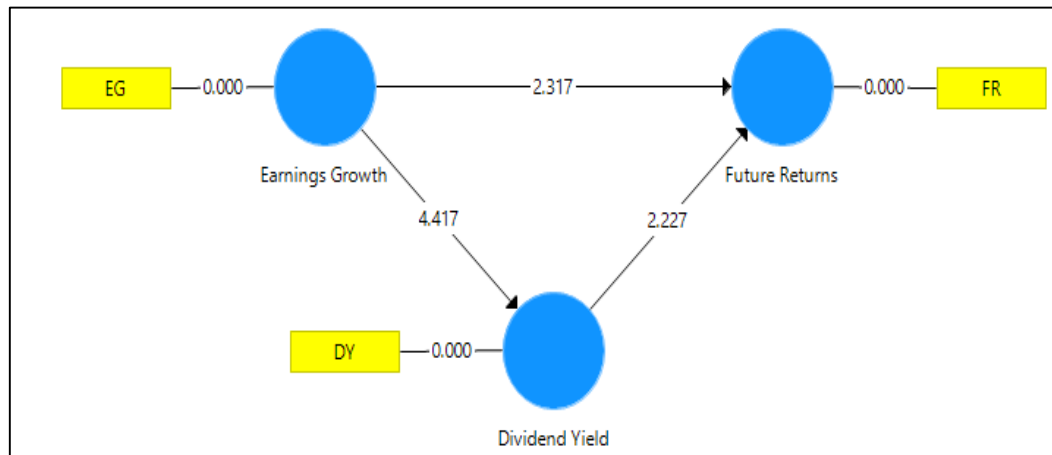 EG
0.000
2.317
0.000
FR
Earnings Growth
Future Returns
4.417
2.227
DY
0.000
Dividend Yield